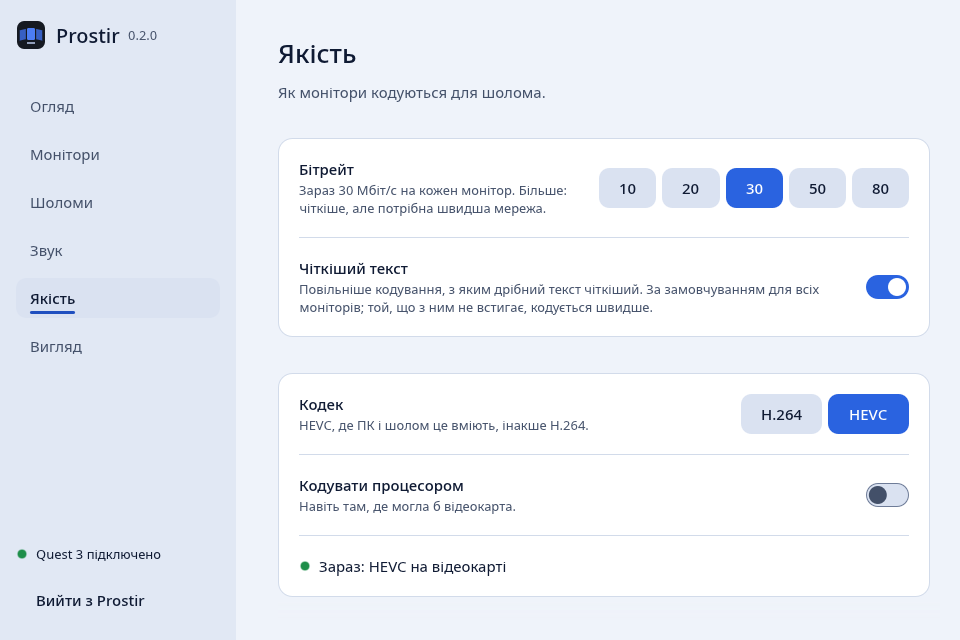 Prostir 0.2.0
Огляд
Монітори
Шоломи
Звук
Якість
Вигляд
Quest 3 підключено
Вийти з Prostir
Якість
Як монітори кодуються для шолома.
Бітрейт
Зараз 30 Мбіт/с на кожен монітор. Більше:
чіткіше, але потрібна швидша мережа.
10 20 30 50 80
Чіткіший текст
Повільніше кодування, з яким дрібний текст чіткіший. За замовчуванням для всіх
моніторів; той, що з ним не встигає, кодується швидше.
Кодек
HEVC, де ПК і шолом це вміють, інакше H.264.
H.264 HEVC
Кодувати процесором
Навіть там, де могла б відеокарта.
Зараз: HEVC на відеокарті